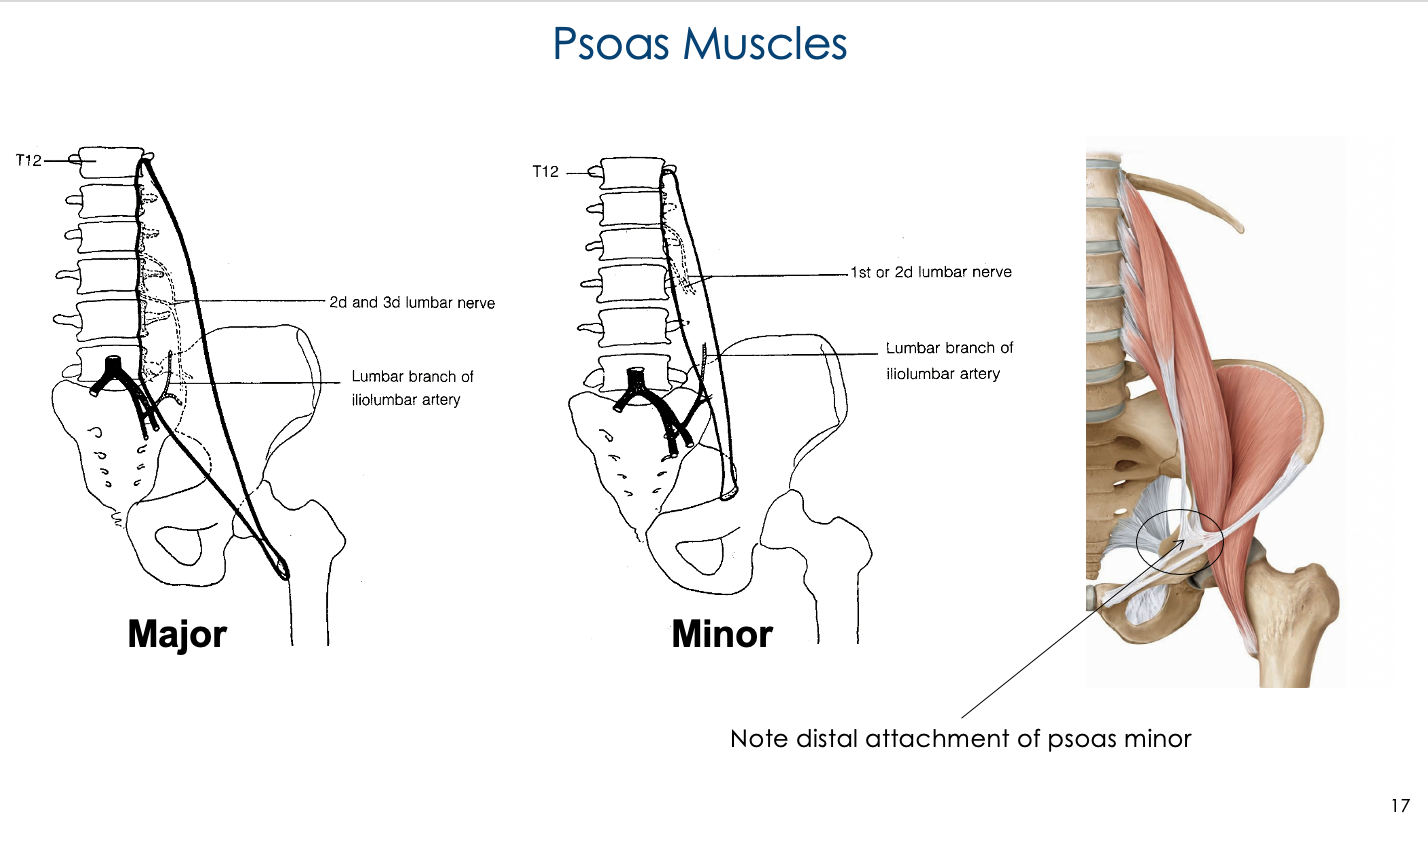 Psoas Muscles
T12
2d and 3d lumbar nerve
Lumbar branch of
iliolumbar artery
Major
T12
1st or 2d lumbar nerve
Lumbar branch of
iliolumbar artery
Minor
Note distal attachment of psoas minor
17